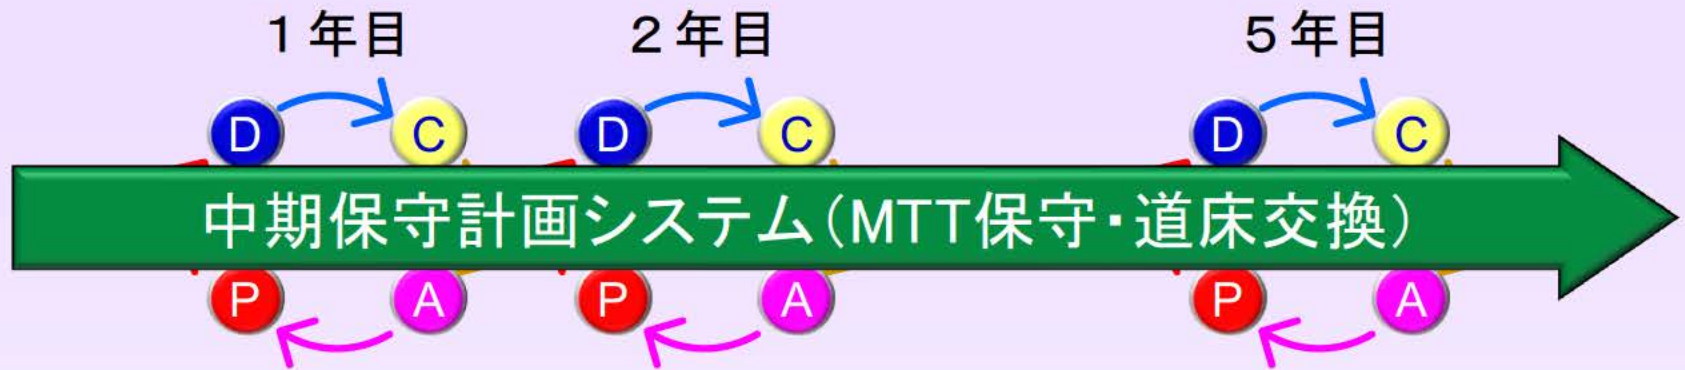 1年目 2年目 5年目
D C D C D C
中期保守計画システム(MTT保守・道床交換)
P A P A P A